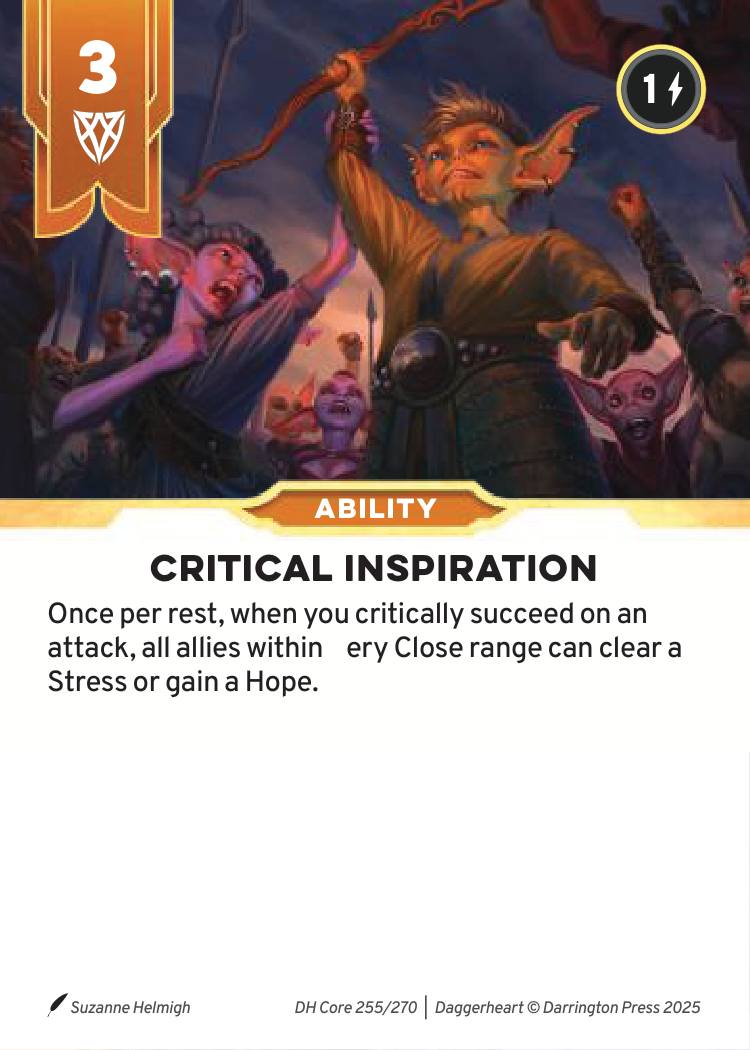 3
1
ABILITY
CRITICAL INSPIRATION
Once per rest, when you critically succeed on an
attack, all allies within ery Close range can clear a
Stress or gain a Hope.
Suzanne Helmigh
DH Core 255/270 | Daggerheart © Darrington Press 2025